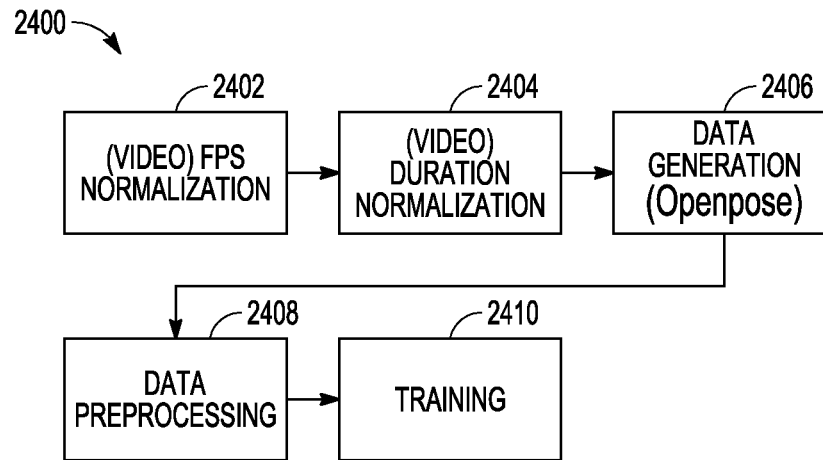 2400
2402
(VIDEO) FPS
NORMALIZATION
2404
(VIDEO)
DURATION
NORMALIZATION
2406
DATA
GENERATION
(Openpose)
2408
DATA
PREPROCESSING
2410
TRAINING